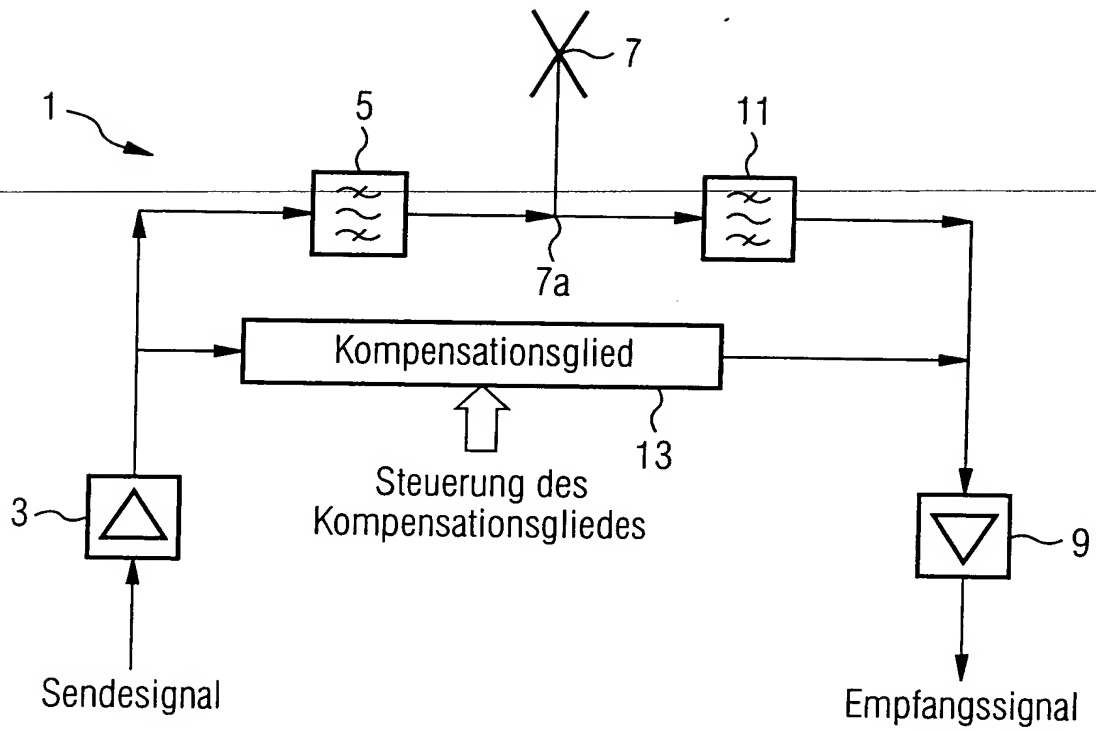 7
1
5
11
7a
Kompensationsglied
13
Steuerung des
Kompensationsgliedes
3
9
Sendesignal
Empfangssignal